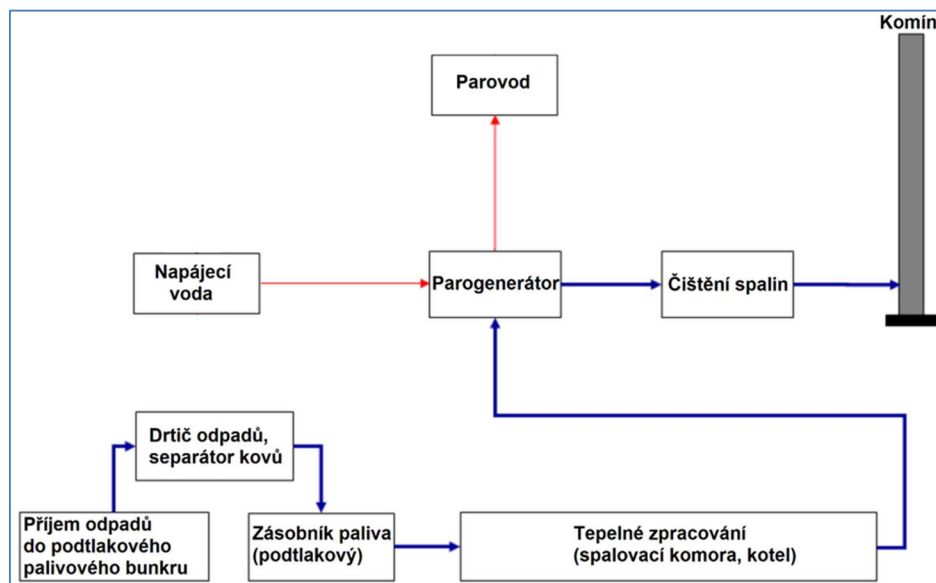 Komín
Parovod
Napájecí
voda
Parogenerátor
Čištění spalin
Drtič odpadů,
separátor kovů
Příjem odpadů
do podtlakového
palivového bunkru
Zásobník paliva
(podtlakový)
Tepelné zpracování
(spalovací komora, kotel)